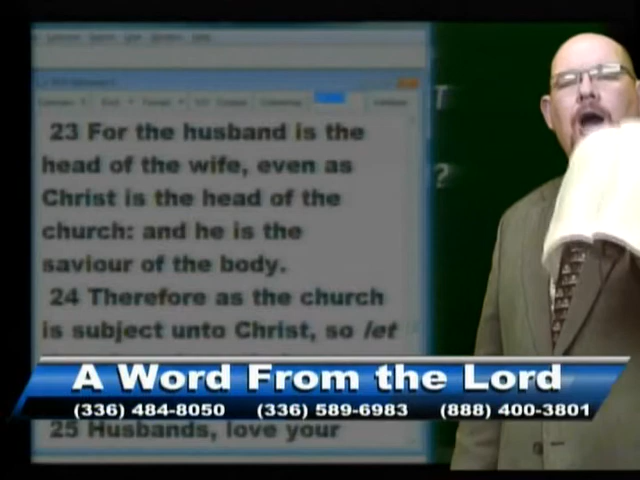 23 For the husband is the
head of the wife, even as
Christ is the head of the
church: and he is the
saviour of the body.
24 Therefore as the church
is subject unto Christ, so let
A Word From the Lord
(336) 484-8050 (336) 589-6983 (888) 400-3801
25 Husbands, love your
T
?